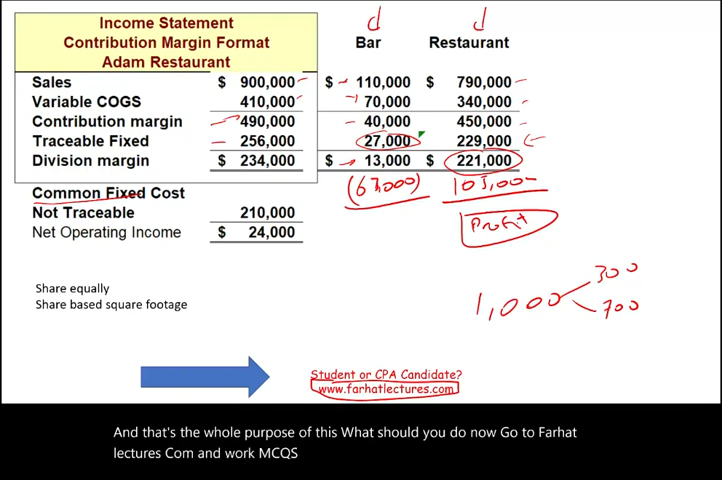 Income Statement
Contribution Margin Format
Adam Restaurant
d d
Bar Restaurant
Sales $ 900,000 $ 110,000 $ 790,000
Variable COGS 410,000 70,000 340,000
Contribution margin 490,000 40,000 450,000
Traceable Fixed 256,000 27,000 229,000
Division margin $ 234,000 $ 13,000 $ 221,000
Common Fixed Cost (63,000) 105,000
Not Traceable 210,000
Profit
Net Operating Income $ 24,000
Share equally
Share based square footage
1,000 300
700
Student or CPA Candidate?
www.farhatlectures.com
And that's the whole purpose of this What should you do now Go to Farhat
lectures Com and work MCQS